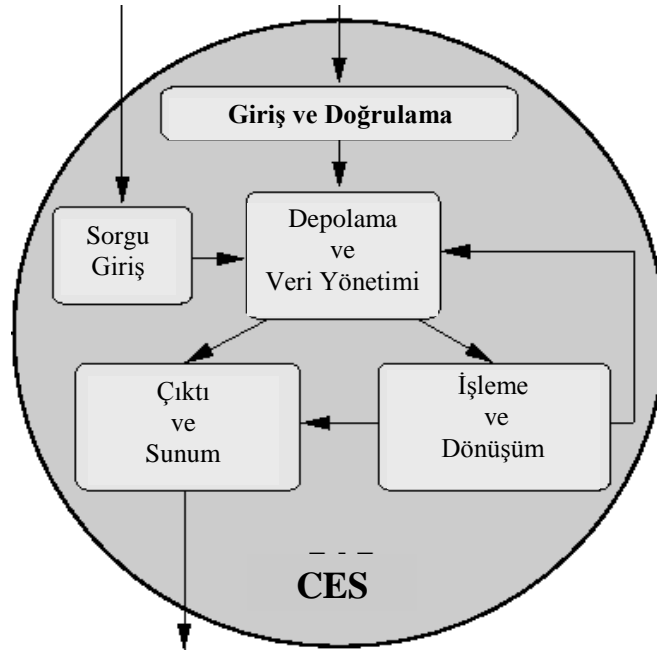 Giriş ve Doğrulama
Sorgu
Giriş
Depolama
ve
Veri Yönetimi
Çıktı
ve
Sunum
İşleme
ve
Dönüşüm
CES